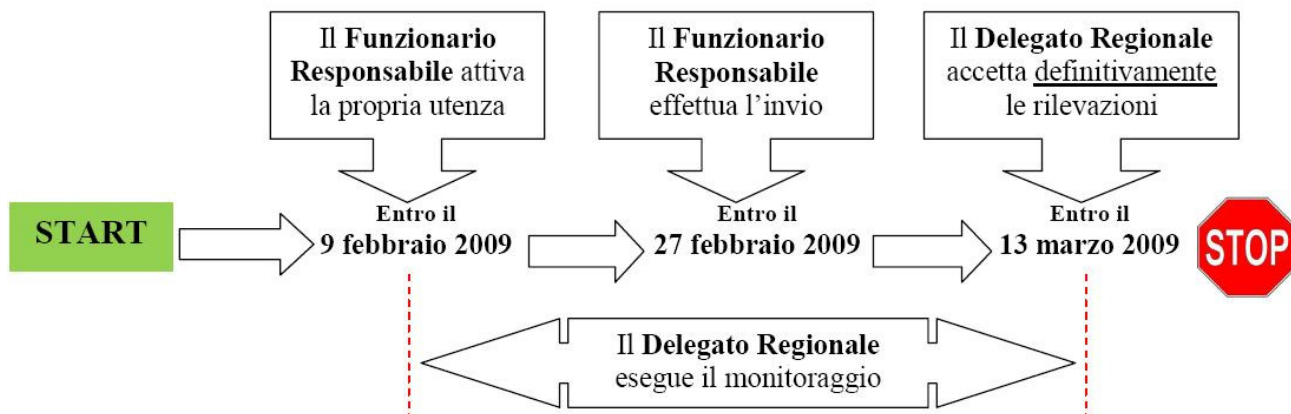 Il Funzionario
Responsabile attiva
la propria utenza
Il Funzionario
Responsabile
effettua l’invio
Il Delegato Regionale
accetta definitivamente
le rilevazioni
START
Entro il
9 febbraio 2009
Entro il
27 febbraio 2009
Entro il
13 marzo 2009
STOP
Il Delegato Regionale
esegue il monitoraggio